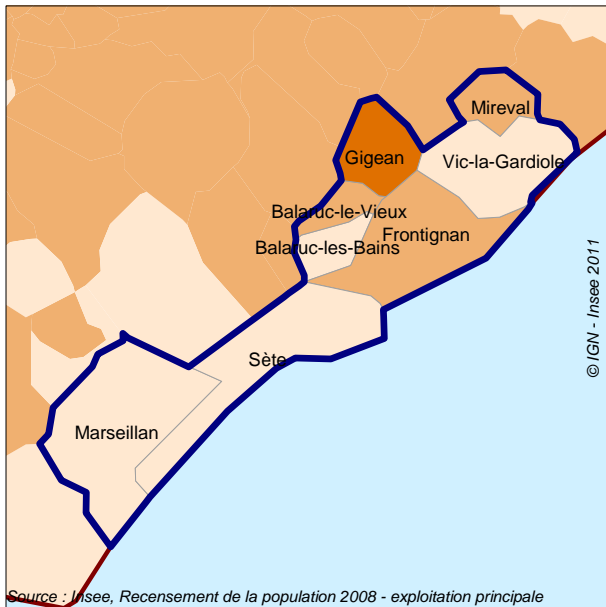 Mireval
Gigean
Vic-la-Gardiole
Balaruc-le-Vieux
Frontignan
Balaruc-les-Bains
Sète
Marseillan
© IGN - Insee 2011
Source : Insee, Recensement de la population 2008 - exploitation principale